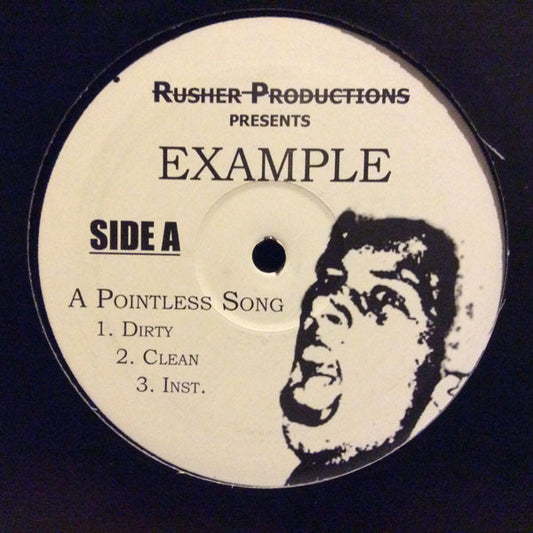 RUSHER PRODUCTIONS
PRESENTS
EXAMPLE
SIDE A
A POINTLESS SONG
1. DIRTY
2. CLEAN
3. INST.